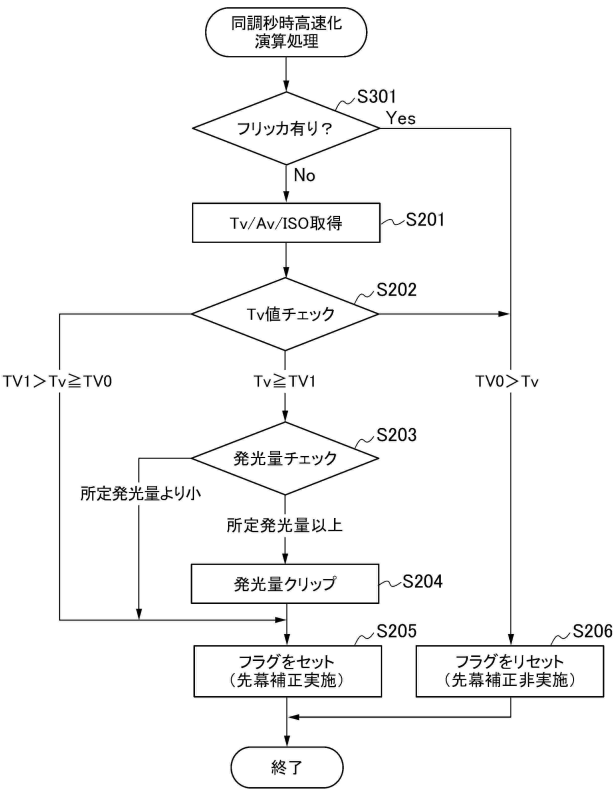 同調秒時高速化
演算処理
S301
フリッカ有り?
Yes
No
Tv/Av/ISO取得
S201
S202
Tv値チェック
TV1>Tv≧TV0
Tv≧TV1
TV0>Tv
S203
発光量チェック
所定発光量より小
所定発光量以上
発光量クリップ
S204
S205
フラグをセット
(先幕補正実施)
S206
フラグをリセット
(先幕補正非実施)
終了